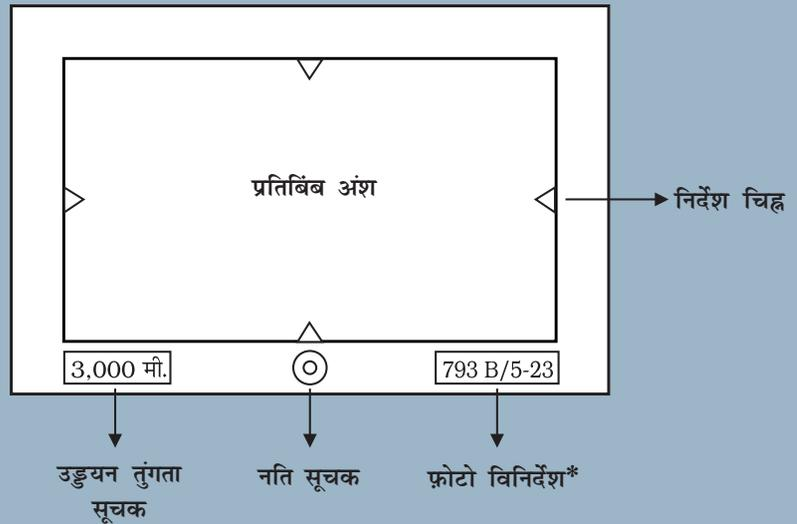 प्रतिबिंब अंश
निर्देश चिह्न
3,000 मी.
793 B/5-23
उड्डयन तुंगता
सूचक
नति सूचक
फ़ोटो विनिर्देश*